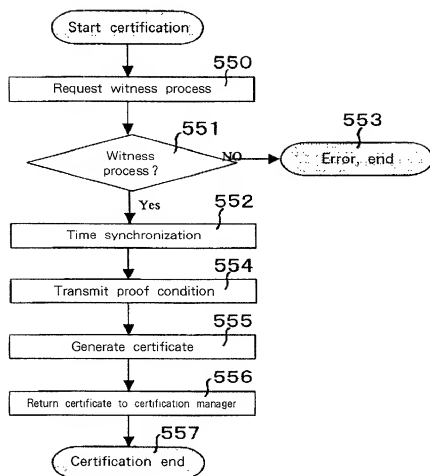 Start certification
550
Request witness process
551
Witness
process?
NO
553
Error, end
Yes
552
Time synchronization
554
Transmit proof condition
555
Generate certificate
556
Return certificate to certification manager
557
Certification end